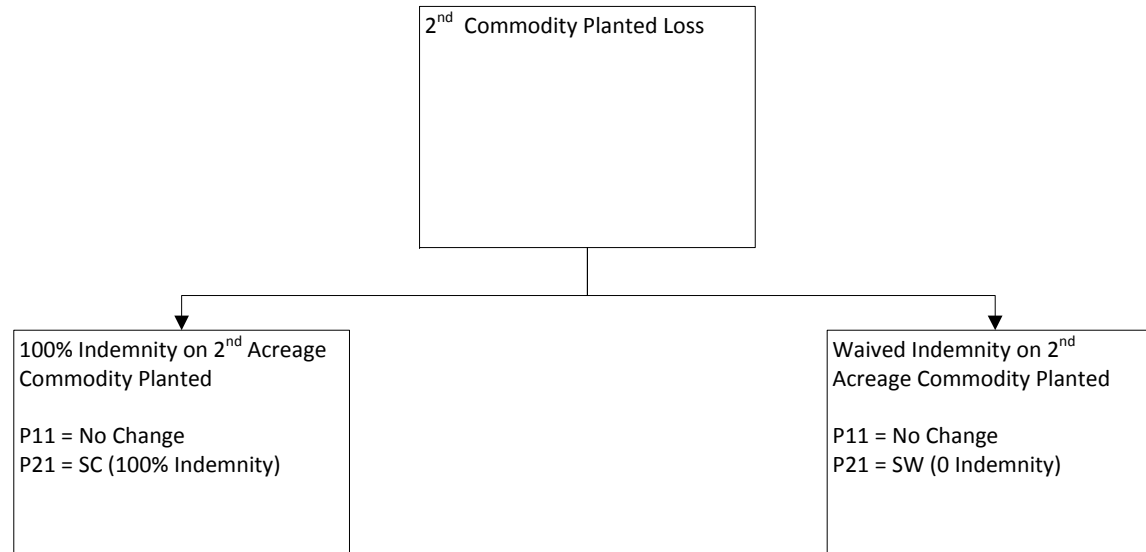 2nd Commodity Planted Loss
100% Indemnity on 2nd Acreage
Commodity Planted
P11 = No Change
P21 = SC (100% Indemnity)
Waived Indemnity on 2nd
Acreage Commodity Planted
P11 = No Change
P21 = SW (0 Indemnity)